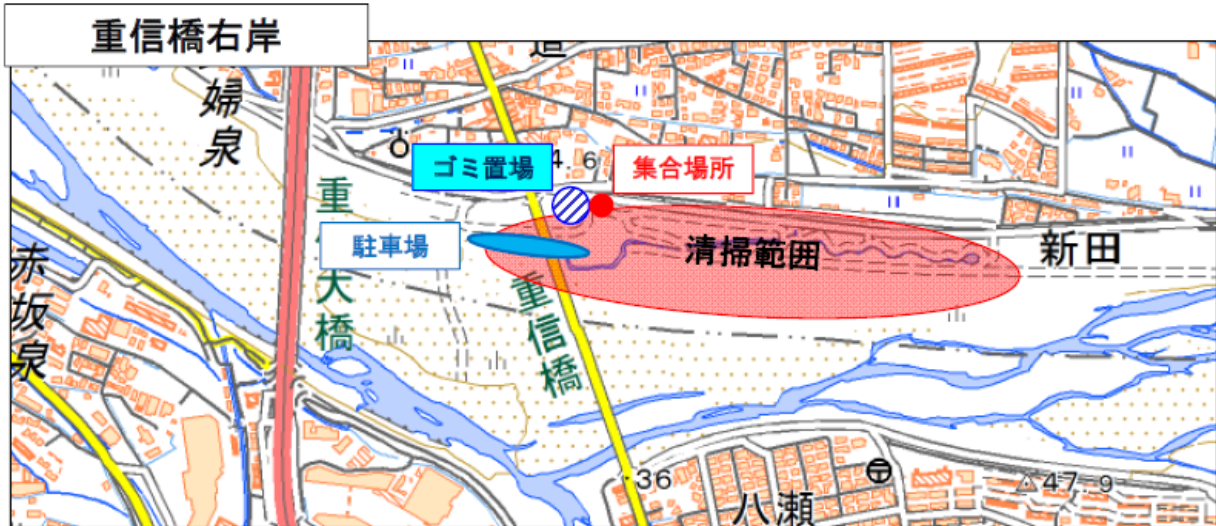 重信橋右岸
婦泉
道
ゴミ置場
4.6
集合場所
駐車場
清掃範囲
新田
重
大橋
重信橋
赤坂泉
36
八瀬
47.9